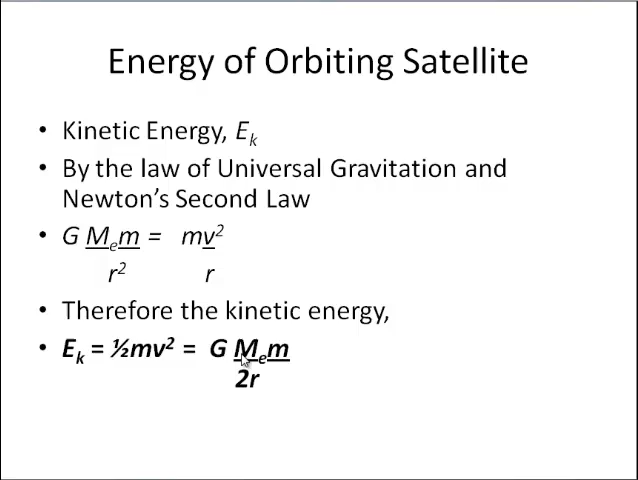 Energy of Orbiting Satellite
• Kinetic Energy, Eₖ
• By the law of Universal Gravitation and
Newton's Second Law
• G Mₑm = mv²
r² r
• Therefore the kinetic energy,
• Eₖ = ½mv² = G Mₑm
2r